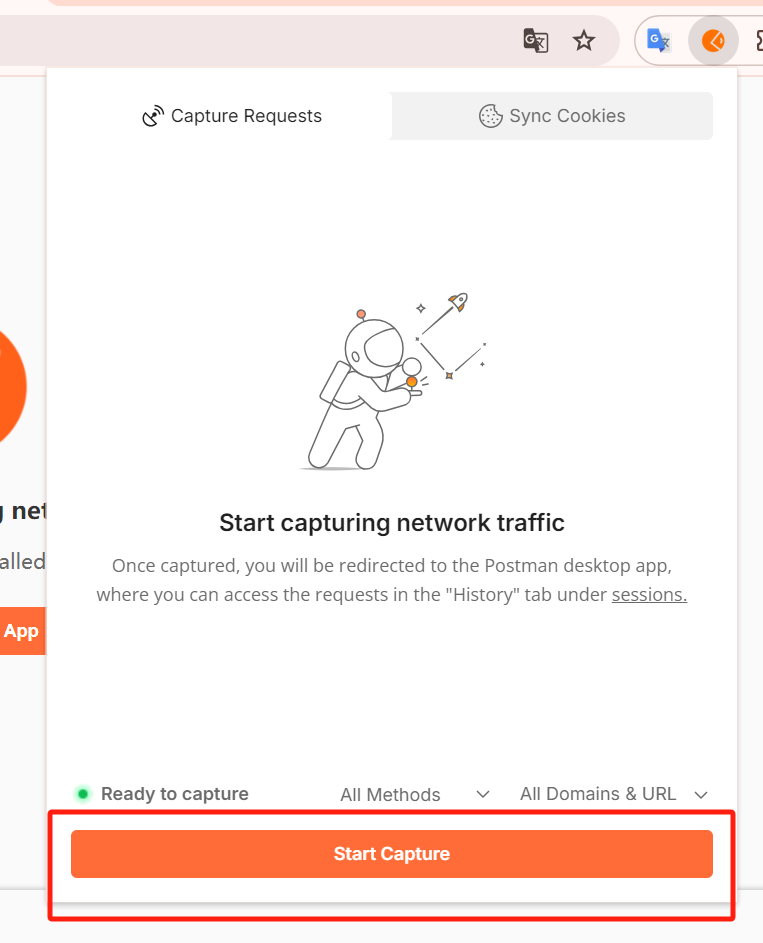 Capture Requests
Sync Cookies
Start capturing network traffic
Once captured, you will be redirected to the Postman desktop app,
where you can access the requests in the "History" tab under sessions.
net
alled
App
Ready to capture
All Methods
All Domains & URL
Start Capture